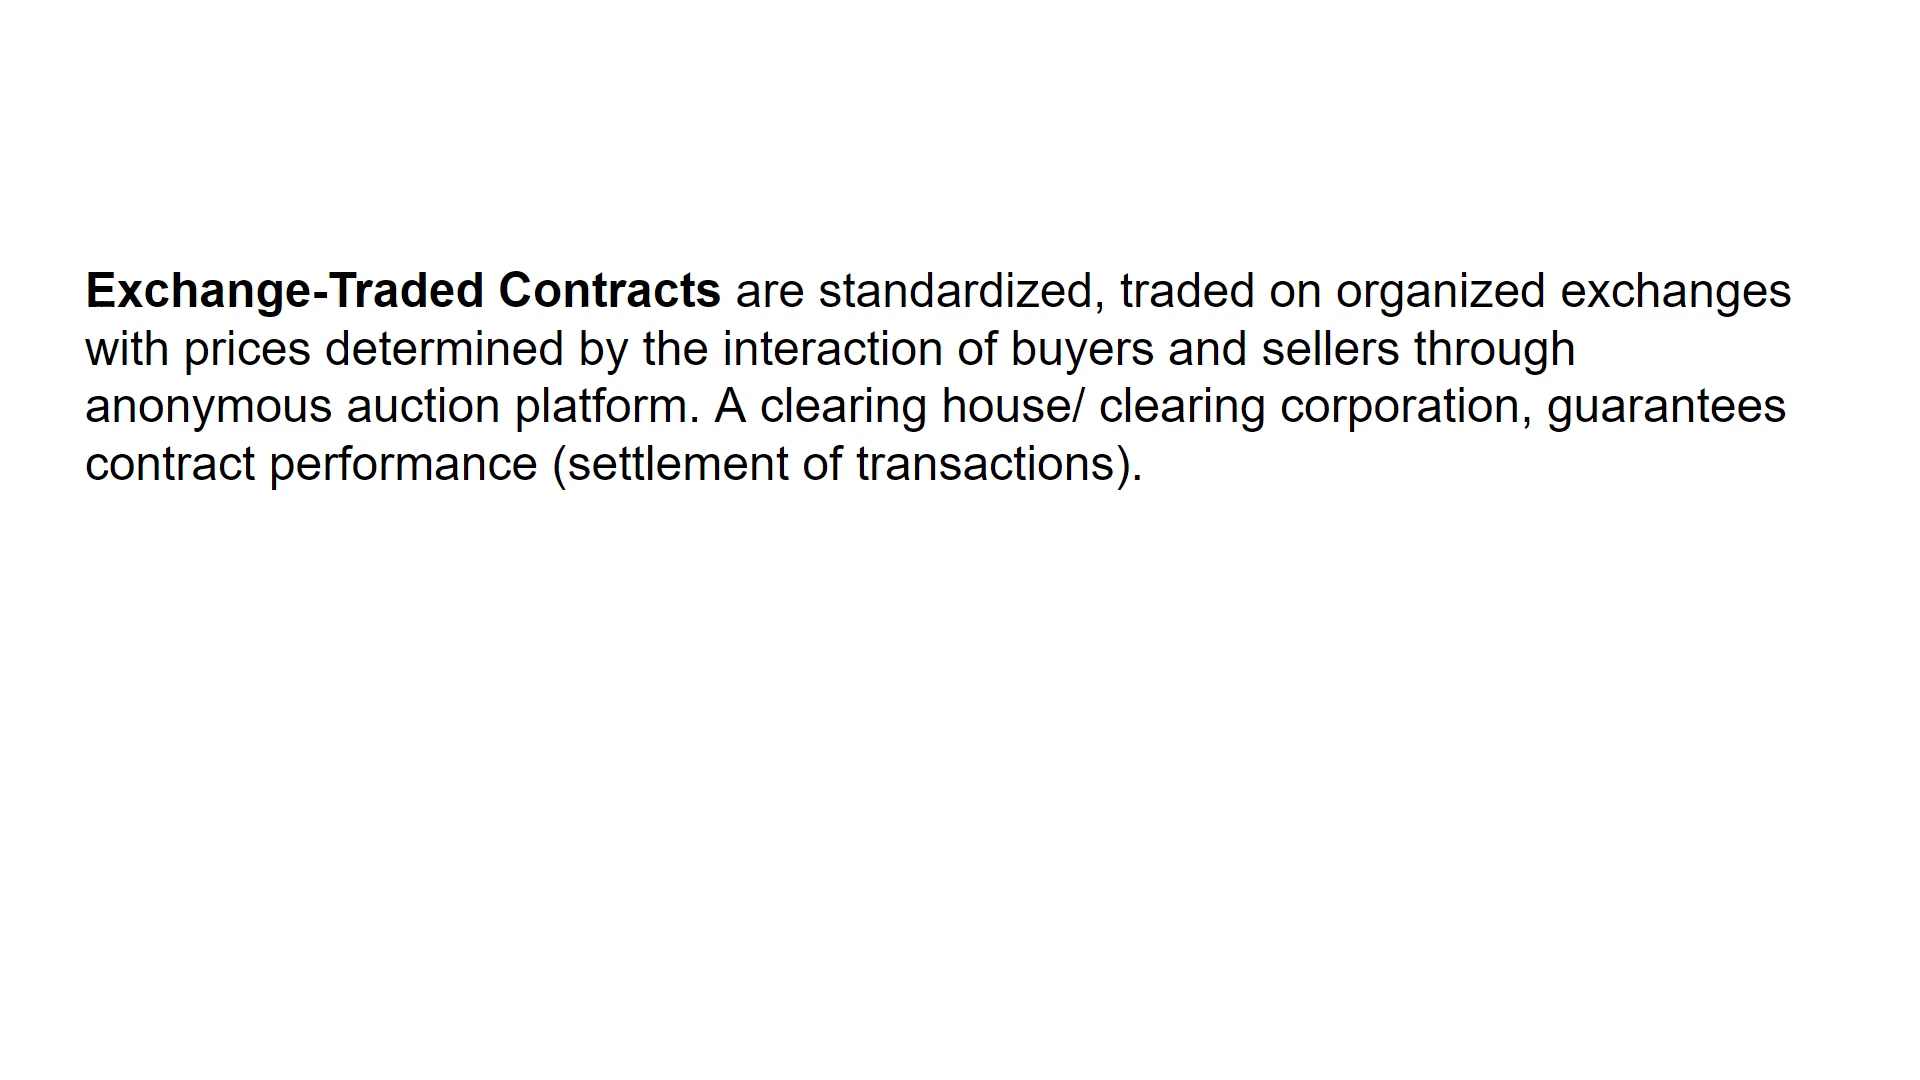 Exchange-Traded Contracts are standardized, traded on organized exchanges
with prices determined by the interaction of buyers and sellers through
anonymous auction platform. A clearing house/ clearing corporation, guarantees
contract performance (settlement of transactions).